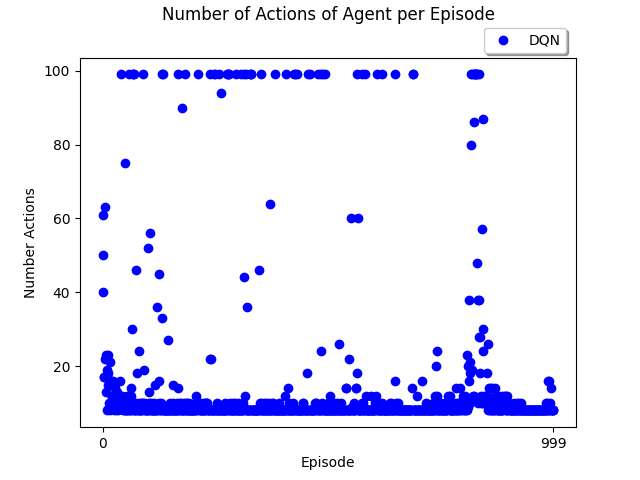 Number of Actions of Agent per Episode
DQN
100
80
60
40
20
Number Actions
0
999
Episode